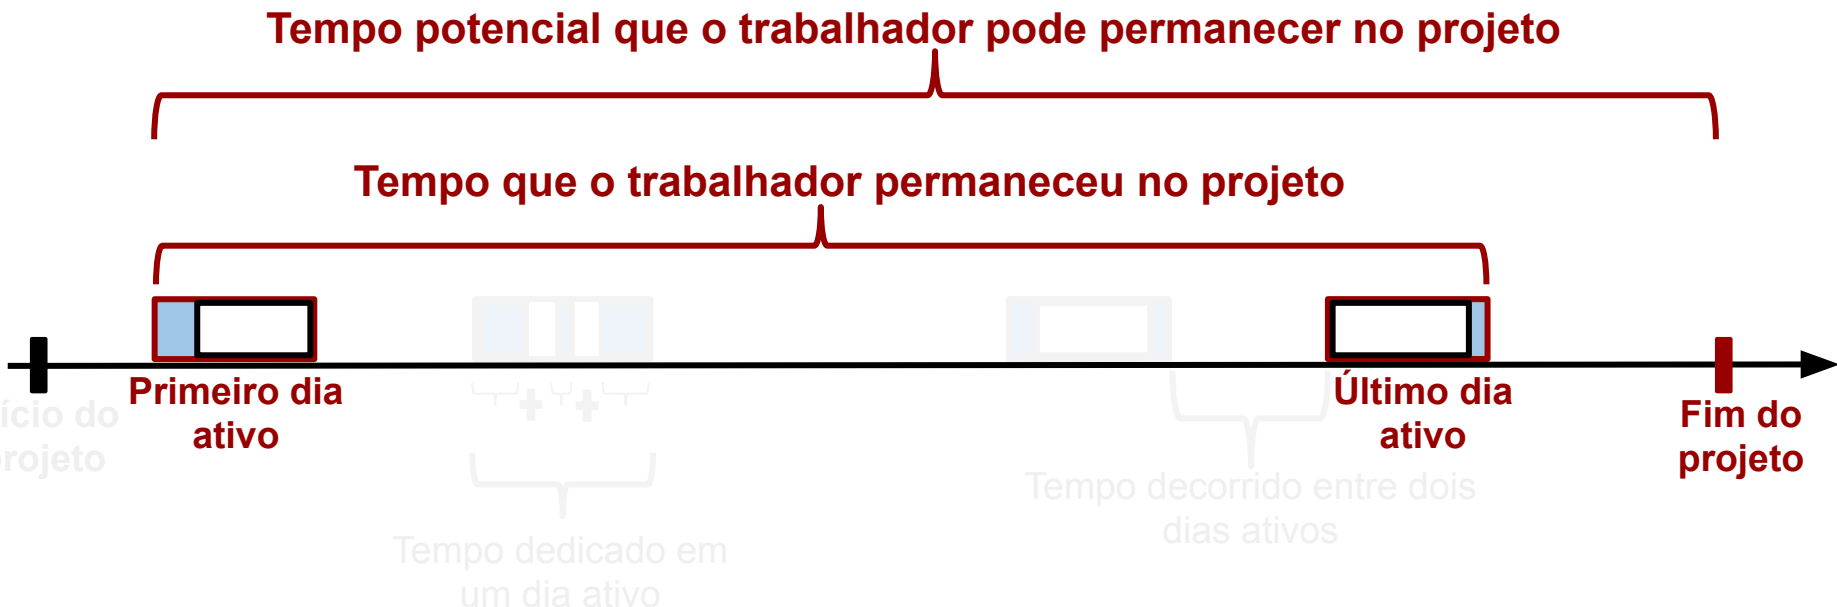 Tempo potencial que o trabalhador pode permanecer no projeto
Tempo que o trabalhador permaneceu no projeto
Primeiro dia
ativo
Último dia
ativo
Fim do
projeto
ício do
rojeto
Tempo decorrido entre dois
dias ativos
Tempo dedicado em
um dia ativo